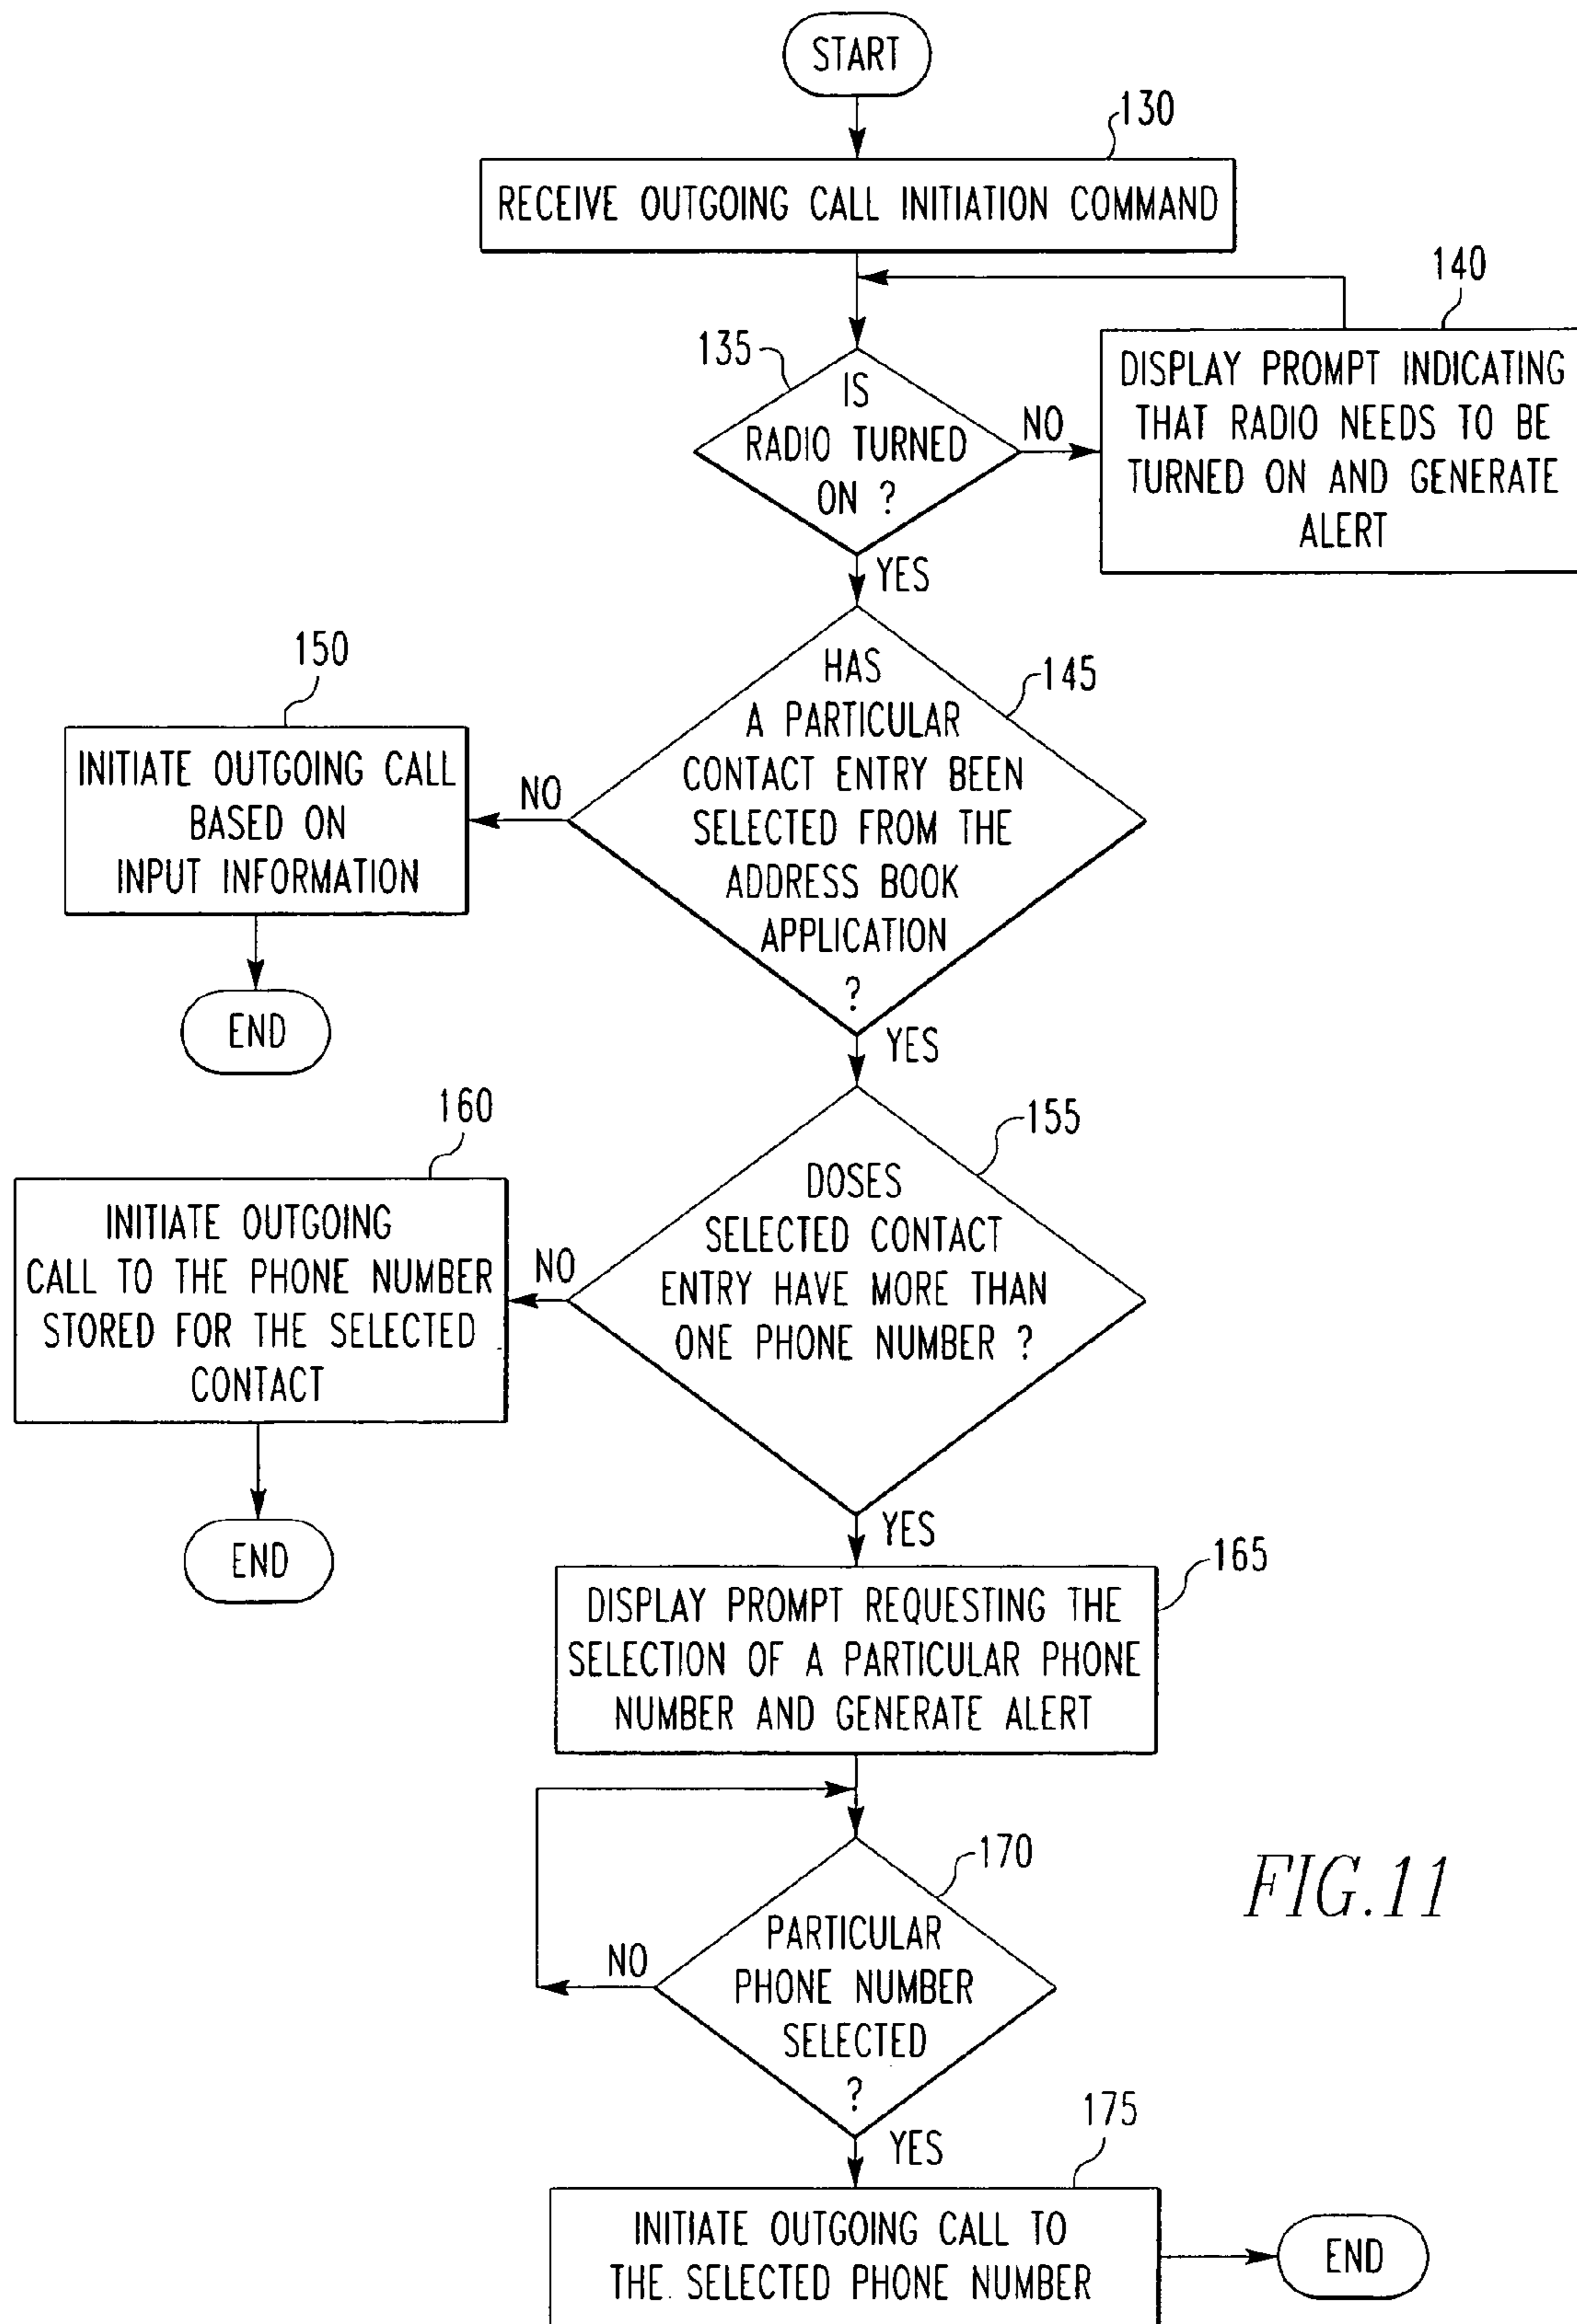 START
130
RECEIVE OUTGOING CALL INITIATION COMMAND
140
135
IS
RADIO TURNED
ON ?
NO
DISPLAY PROMPT INDICATING
THAT RADIO NEEDS TO BE
TURNED ON AND GENERATE
ALERT
YES
150
145
HAS
A PARTICULAR
CONTACT ENTRY BEEN
SELECTED FROM THE
ADDRESS BOOK
APPLICATION
?
NO
INITIATE OUTGOING CALL
BASED ON
INPUT INFORMATION
END
YES
160
155
DOSES
SELECTED CONTACT
ENTRY HAVE MORE THAN
ONE PHONE NUMBER ?
NO
INITIATE OUTGOING
CALL TO THE PHONE NUMBER
STORED FOR THE SELECTED
CONTACT
END
YES
165
DISPLAY PROMPT REQUESTING THE
SELECTION OF A PARTICULAR PHONE
NUMBER AND GENERATE ALERT
170
PARTICULAR
PHONE NUMBER
SELECTED
?
NO
FIG.11
YES
175
INITIATE OUTGOING CALL TO
THE SELECTED PHONE NUMBER
END